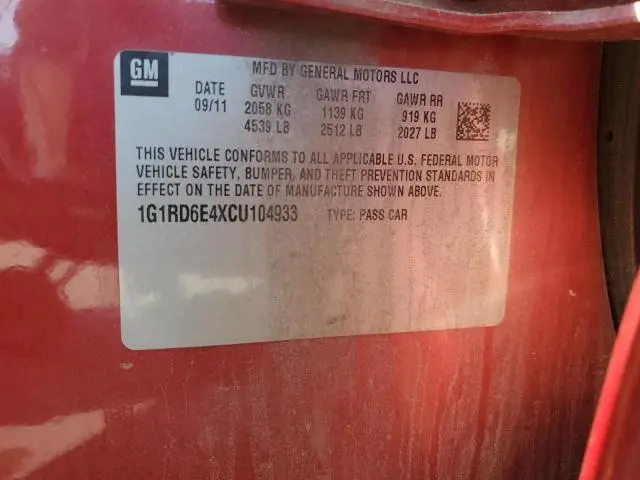 GM
MFD BY GENERAL MOTORS LLC
DATE GVWR GAWR FRT GAWR RR
09/11 2058 KG 1139 KG 919 KG
4539 LB 2512 LB 2027 LB
THIS VEHICLE CONFORMS TO ALL APPLICABLE U.S. FEDERAL MOTOR
VEHICLE SAFETY, BUMPER, AND THEFT PREVENTION STANDARDS IN
EFFECT ON THE DATE OF MANUFACTURE SHOWN ABOVE.
1G1RD6E4XCU104933 TYPE: PASS CAR